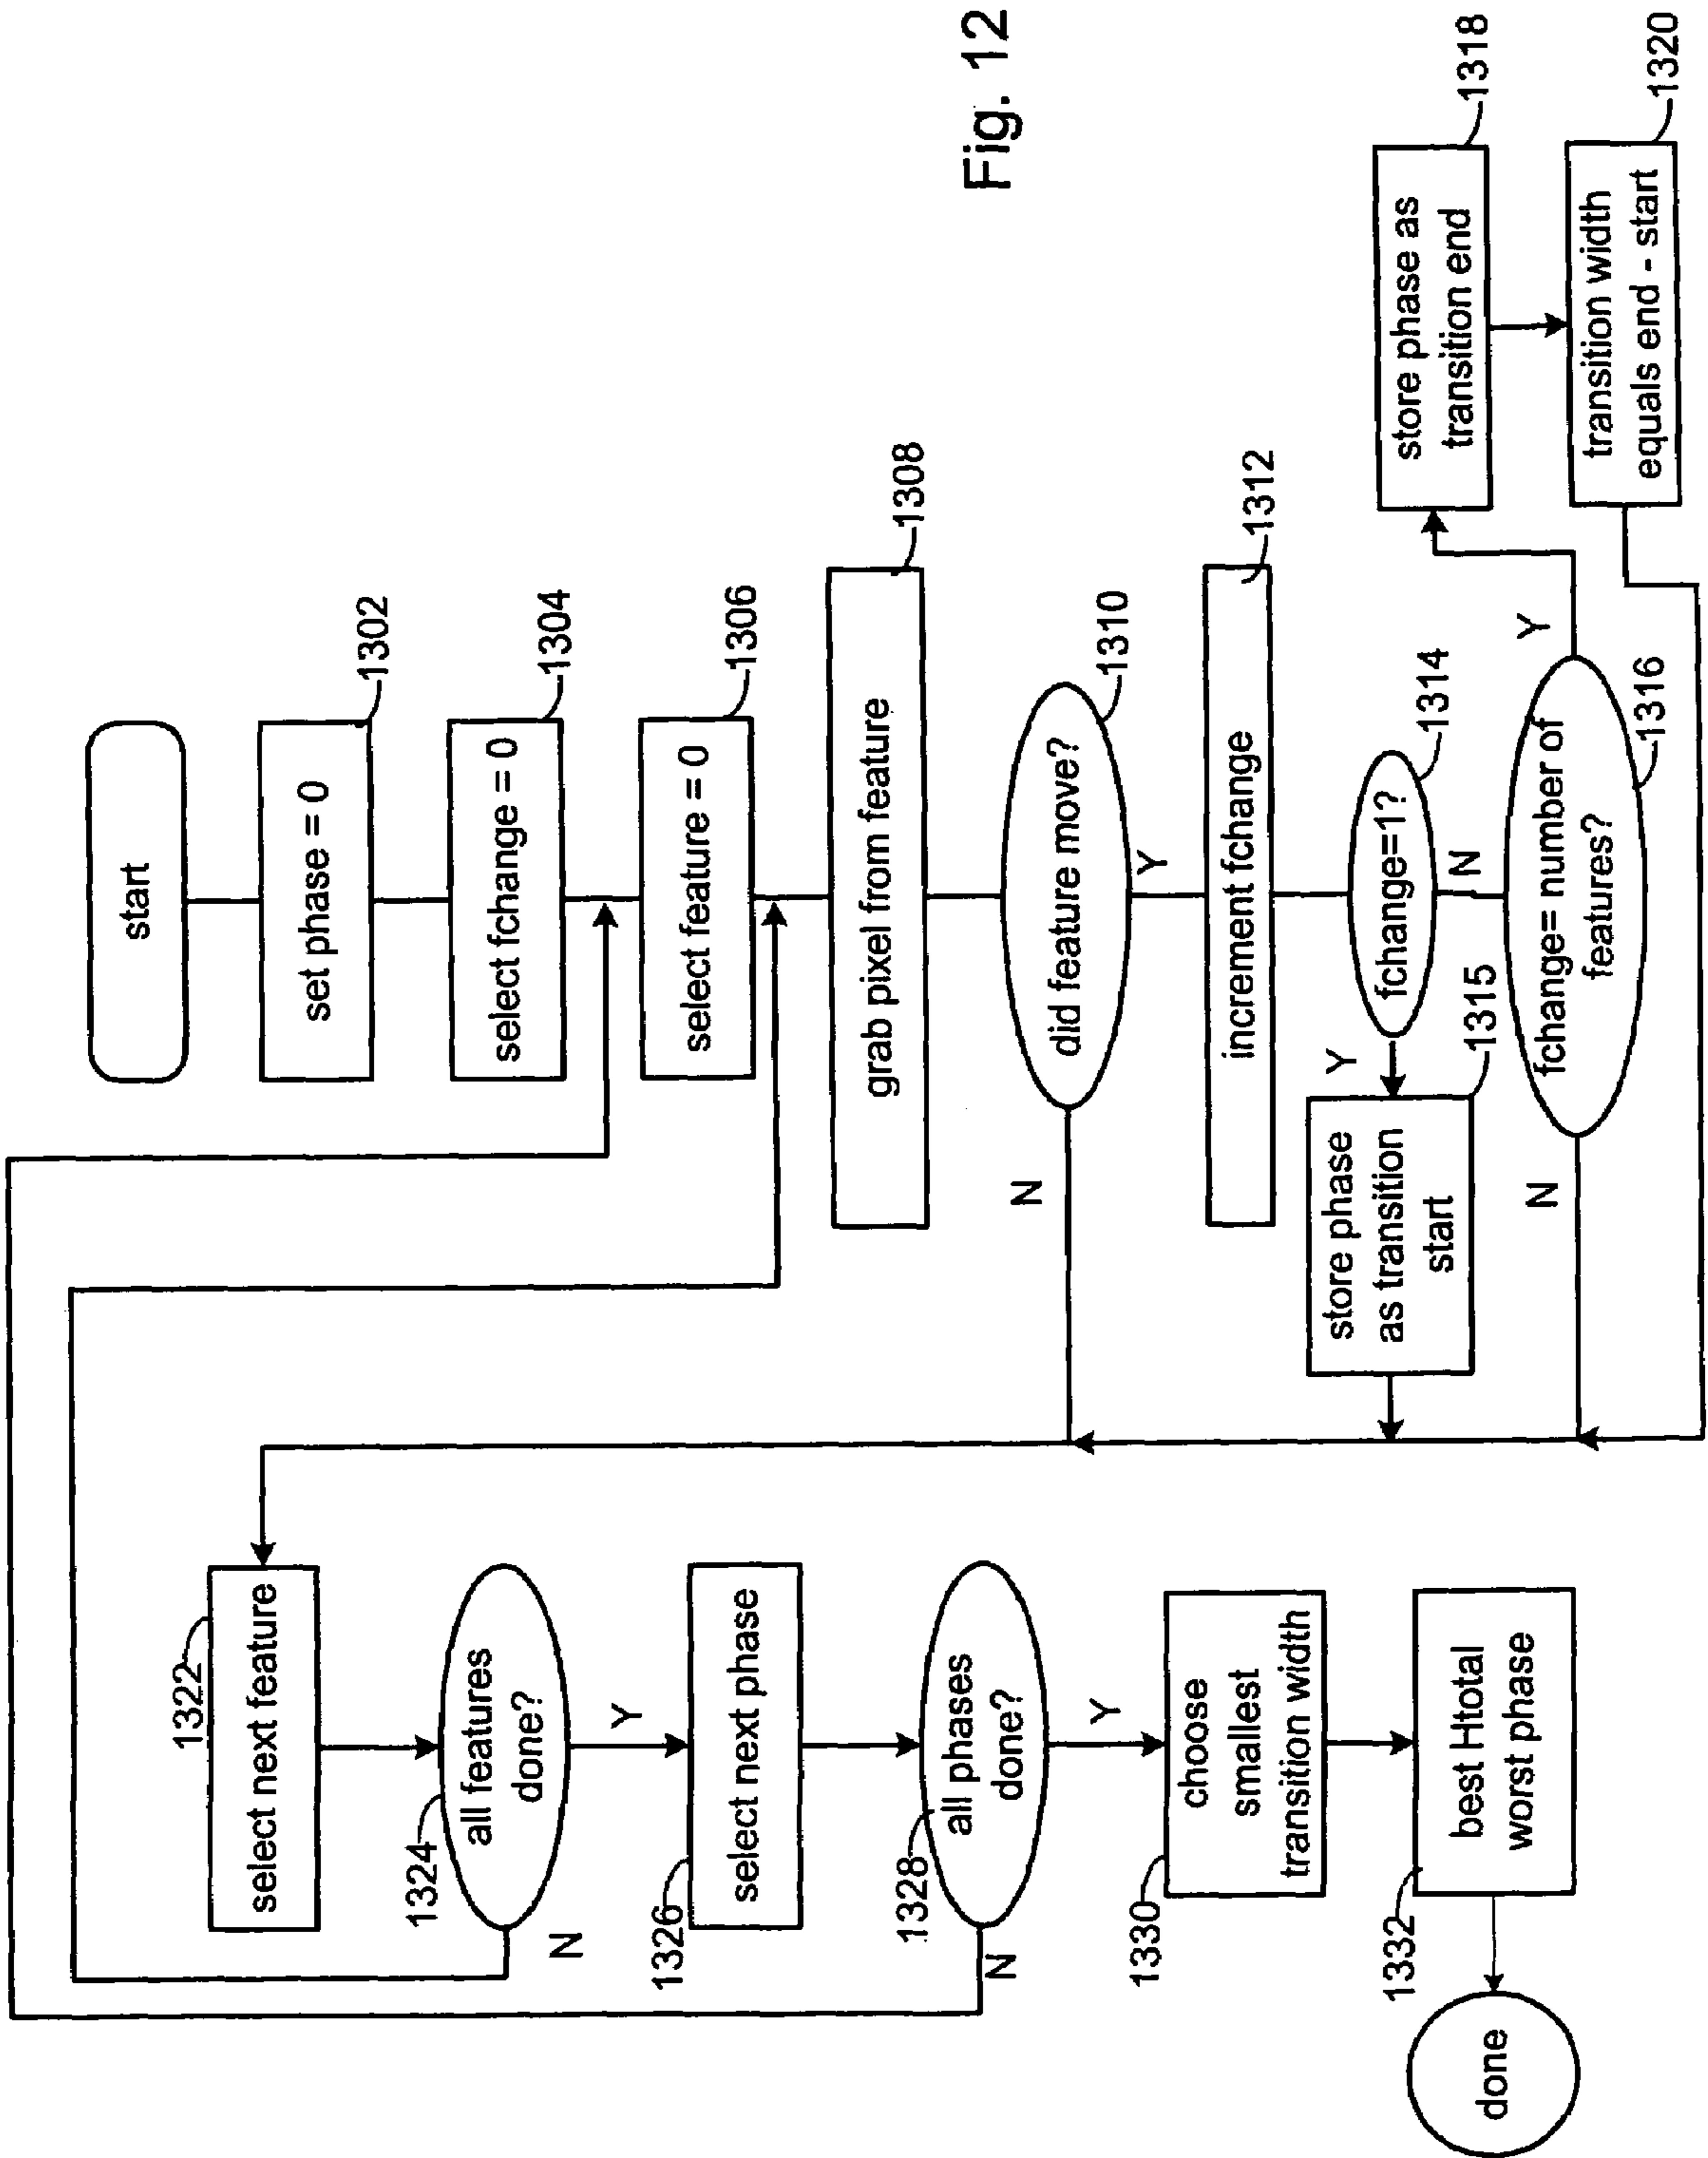 start
set phase = 0
1302
select fchange = 0
1304
select feature = 0
1306
grab pixel from feature
1308
did feature move?
1310
N
Y
increment fchange
1312
fchange=1?
1314
Y
N
store phase
as transition
start
1315
fchange= number of
features?
1316
N
Y
store phase as
transition end
1318
transition width
equals end - start
1320
1322
select next feature
1324
all features
done?
N
Y
1326
select next phase
1328
all phases
done?
N
Y
1330
choose
smallest
transition width
1332
best Htotal
worst phase
done
Fig. 12